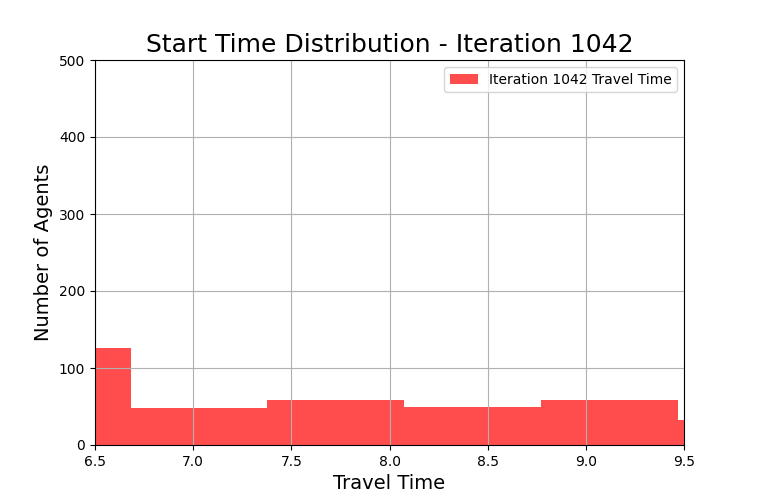 Start Time Distribution - Iteration 1042
Iteration 1042 Travel Time
Number of Agents
500
400
300
200
100
0
6.5 7.0 7.5 8.0 8.5 9.0 9.5
Travel Time